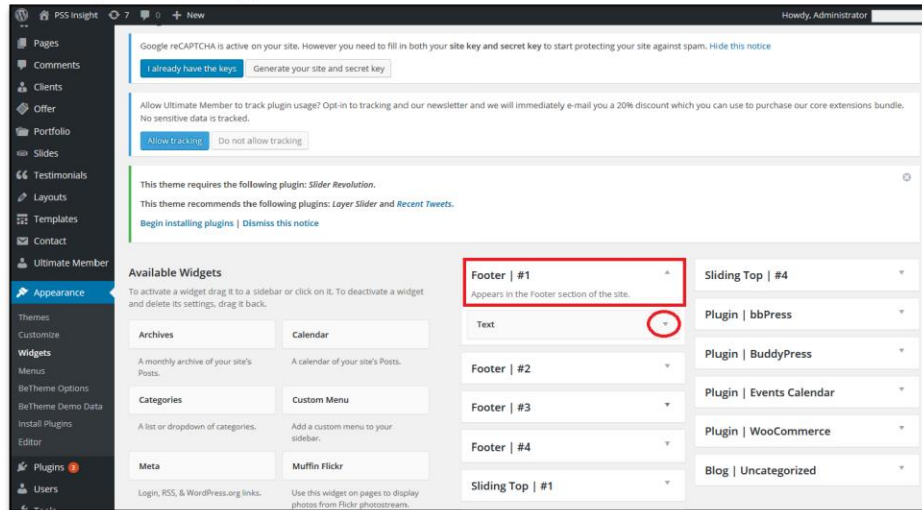 PSS Insight 7 0 + New
Howdy, Administrator
Pages
Comments
Clients
Offer
Portfolio
Slides
Testimonials
Layouts
Templates
Contact
Ultimate Member
Appearance
Themes
Customize
Widgets
Menus
BeTheme Options
BeTheme Demo Data
Install Plugins
Editor
Plugins 3
Users
Google reCAPTCHA is active on your site. However you need to fill in both your site key and secret key to start protecting your site against spam. Hide this notice
I already have the keys
Generate your site and secret key
Allow Ultimate Member to track plugin usage? Opt-in to tracking and our newsletter and we will immediately e-mail you a 20% discount which you can use to purchase our core extensions bundle.
No sensitive data is tracked.
Allow tracking
Do not allow tracking
This theme requires the following plugin: Slider Revolution.
This theme recommends the following plugins: Layer Slider and Recent Tweets.
Begin installing plugins | Dismiss this notice
Available Widgets
To activate a widget drag it to a sidebar or click on it. To deactivate a widget
and delete its settings, drag it back.
Archives
A monthly archive of your site's
Posts.
Calendar
A calendar of your site's Posts.
Categories
A list or dropdown of categories.
Custom Menu
Add a custom menu to your
sidebar.
Meta
Login, RSS, & WordPress.org links.
Muffin Flickr
Use this widget on pages to display
photos from Flickr photostream.
Footer | #1
Appears in the Footer section of the site.
Text
Footer | #2
Footer | #3
Footer | #4
Sliding Top | #1
Sliding Top | #4
Plugin | bbPress
Plugin | BuddyPress
Plugin | Events Calendar
Plugin | WooCommerce
Blog | Uncategorized